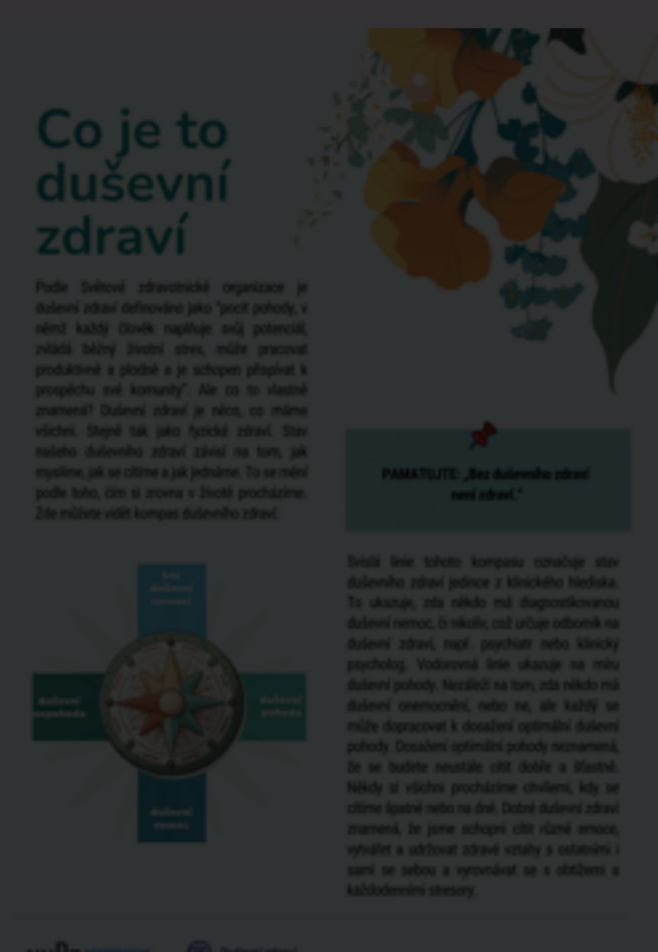 Co je to
duševní
zdraví
Podle Světové zdravotnické organizace je
duševní zdraví definováno jako "pocit pohody, v
němž každý člověk naplňuje svůj potenciál,
zvládá běžný životní stres, může pracovat
produktivně a plodně a je schopen přispívat k
prospěchu své komunity". Ale co to vlastně
znamená? Duševní zdraví je něco, co máme
všichni. Stejně tak jako fyzické zdraví. Stav
našeho duševního zdraví závisí na tom, jak
myslíme, jak se cítíme a jak jednáme. To se mění
podle toho, čím si zrovna v životě procházíme.
Zde můžete vidět kompas duševního zdraví:
bez
duševní
nemoci
duševní
nepohoda
duševní
pohoda
duševní
nemoc
PAMATUJTE: „Bez duševního zdraví
není zdraví."
Svislá linie tohoto kompasu označuje stav
duševního zdraví jedince z klinického hlediska.
To ukazuje, zda někdo má diagnostikovanou
duševní nemoc, či nikoliv, což určuje odborník na
duševní zdraví, např. psychiatr nebo klinický
psycholog. Vodorovná linie ukazuje na míru
duševní pohody. Nezáleží na tom, zda někdo má
duševní onemocnění, nebo ne, ale každý se
může dopracovat k dosažení optimální duševní
pohody. Dosažení optimální pohody neznamená,
že se budete neustále cítit dobře a šťastně.
Někdy si všichni procházíme chvílemi, kdy se
cítíme špatně nebo na dně. Dobré duševní zdraví
znamená, že jsme schopni cítit různé emoce,
vytvářet a udržovat zdravé vztahy s ostatními i
sami se sebou a vyrovnávat se s obtížemi a
každodenními stresory.